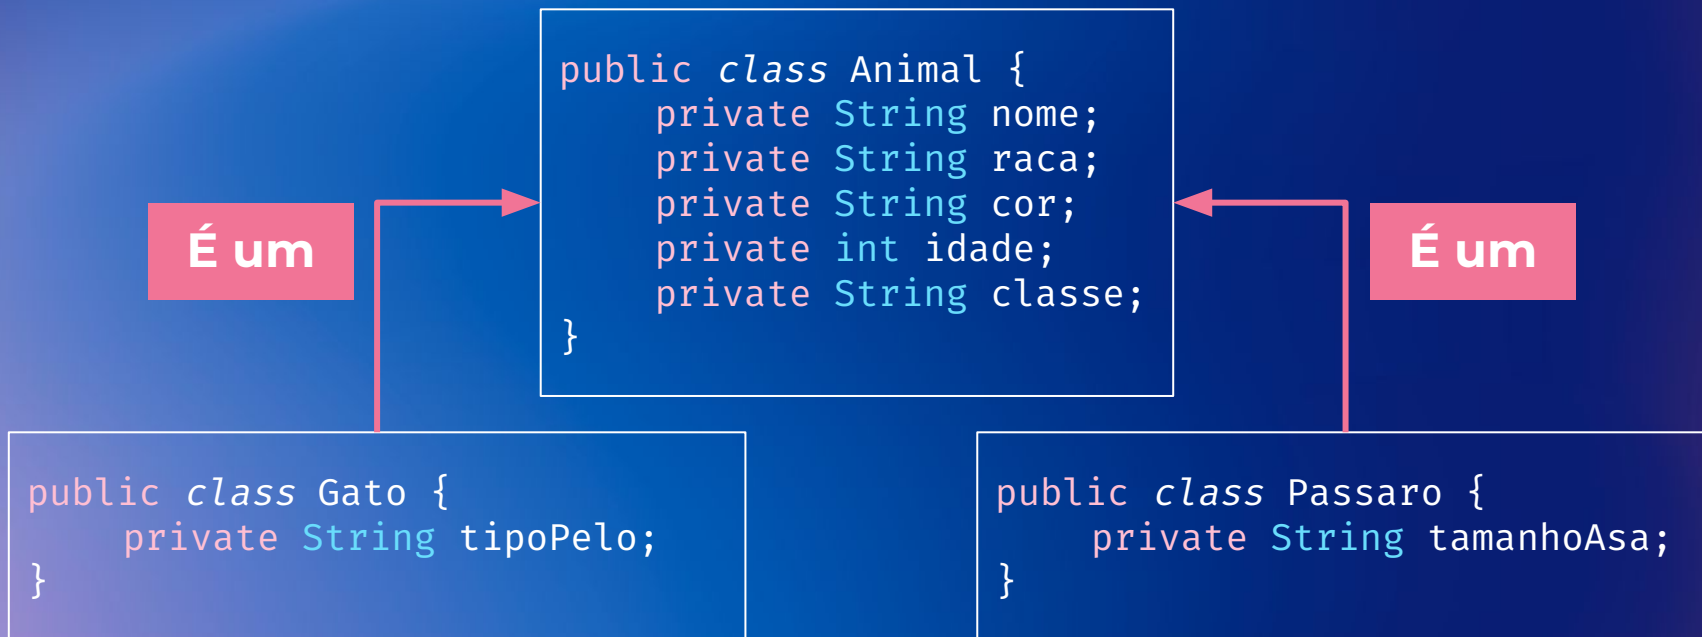 public class Animal {
private String nome;
private String raca;
private String cor;
private int idade;
private String classe;
}
É um
É um
public class Gato {
private String tipoPelo;
}
public class Passaro {
private String tamanhoAsa;
}